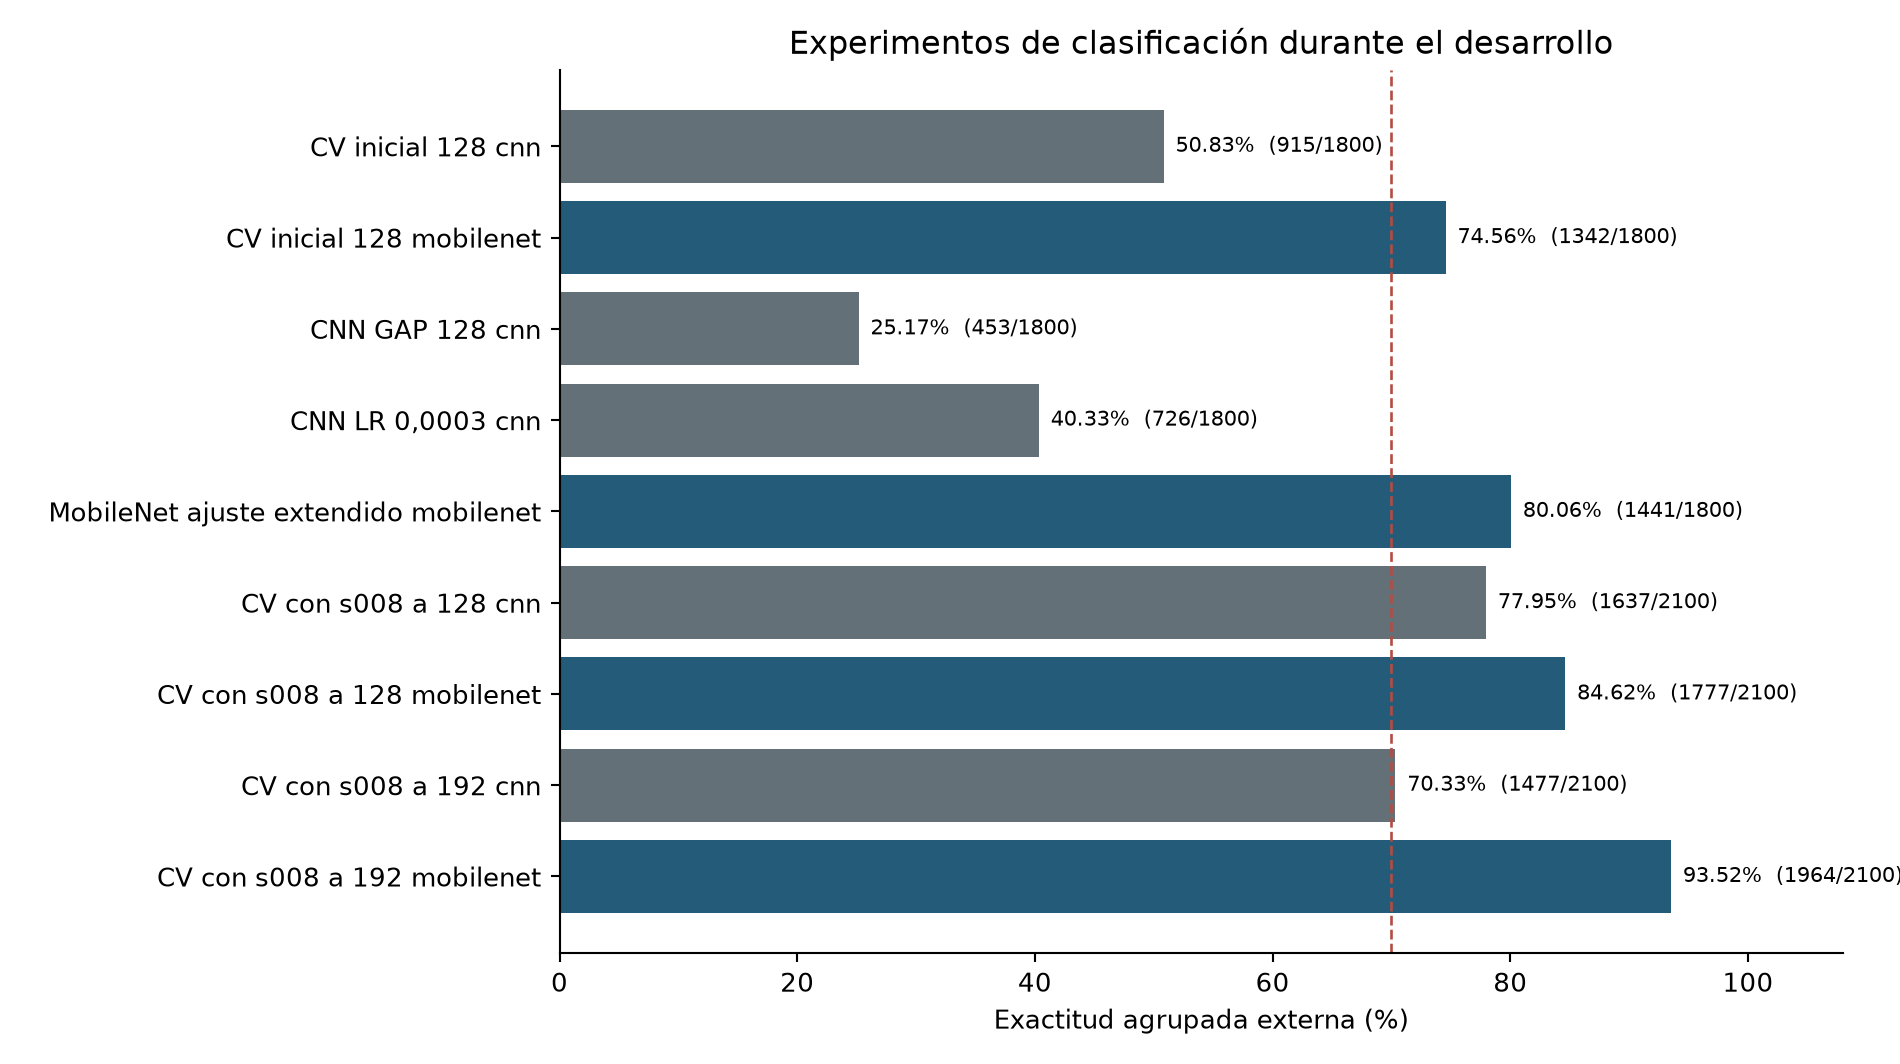 Experimentos de clasificación durante el desarrollo
CV inicial 128 cnn 50.83% (915/1800)
CV inicial 128 mobilenet 74.56% (1342/1800)
CNN GAP 128 cnn 25.17% (453/1800)
CNN LR 0,0003 cnn 40.33% (726/1800)
MobileNet ajuste extendido mobilenet 80.06% (1441/1800)
CV con s008 a 128 cnn 77.95% (1637/2100)
CV con s008 a 128 mobilenet 84.62% (1777/2100)
CV con s008 a 192 cnn 70.33% (1477/2100)
CV con s008 a 192 mobilenet 93.52% (1964/2100)
0 20 40 60 80 100
Exactitud agrupada externa (%)